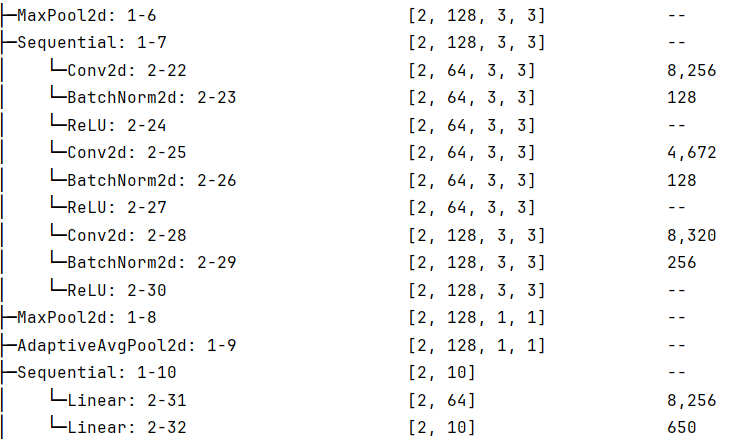 ├─MaxPool2d: 1-6                         [2, 128, 3, 3]            --
├─Sequential: 1-7                        [2, 128, 3, 3]            --
│    └─Conv2d: 2-22                      [2, 64, 3, 3]             8,256
│    └─BatchNorm2d: 2-23                 [2, 64, 3, 3]             128
│    └─ReLU: 2-24                        [2, 64, 3, 3]             --
│    └─Conv2d: 2-25                      [2, 64, 3, 3]             4,672
│    └─BatchNorm2d: 2-26                 [2, 64, 3, 3]             128
│    └─ReLU: 2-27                        [2, 64, 3, 3]             --
│    └─Conv2d: 2-28                      [2, 128, 3, 3]            8,320
│    └─BatchNorm2d: 2-29                 [2, 128, 3, 3]            256
│    └─ReLU: 2-30                        [2, 128, 3, 3]            --
├─MaxPool2d: 1-8                         [2, 128, 1, 1]            --
├─AdaptiveAvgPool2d: 1-9                 [2, 128, 1, 1]            --
├─Sequential: 1-10                       [2, 10]                   --
│    └─Linear: 2-31                      [2, 64]                   8,256
│    └─Linear: 2-32                      [2, 10]                   650